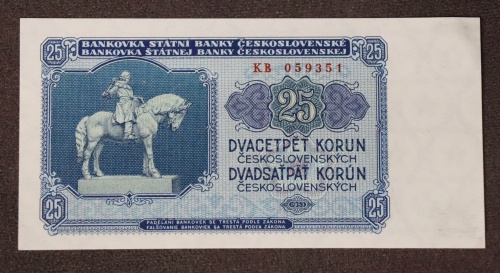 25 BANKOVKA STÁTNÍ BANKY ČESKOSLOVENSKÉ 25
BANKOVKA ŠTÁTNEJ BANKY ČESKOSLOVENSKEJ
KB 059351
25
DVACETPĚT KORUN
ČESKOSLOVENSKÝCH
DVADSAŤPÄŤ KORÚN
ČESKOSLOVENSKÝCH
25 25
PADĚLÁNÍ BANKOVEK SE TRESTÁ PODLE ZÁKONA
FALŠOVANIE BANKOVIEK SA TRESTÁ PODĽA ZÁKONA